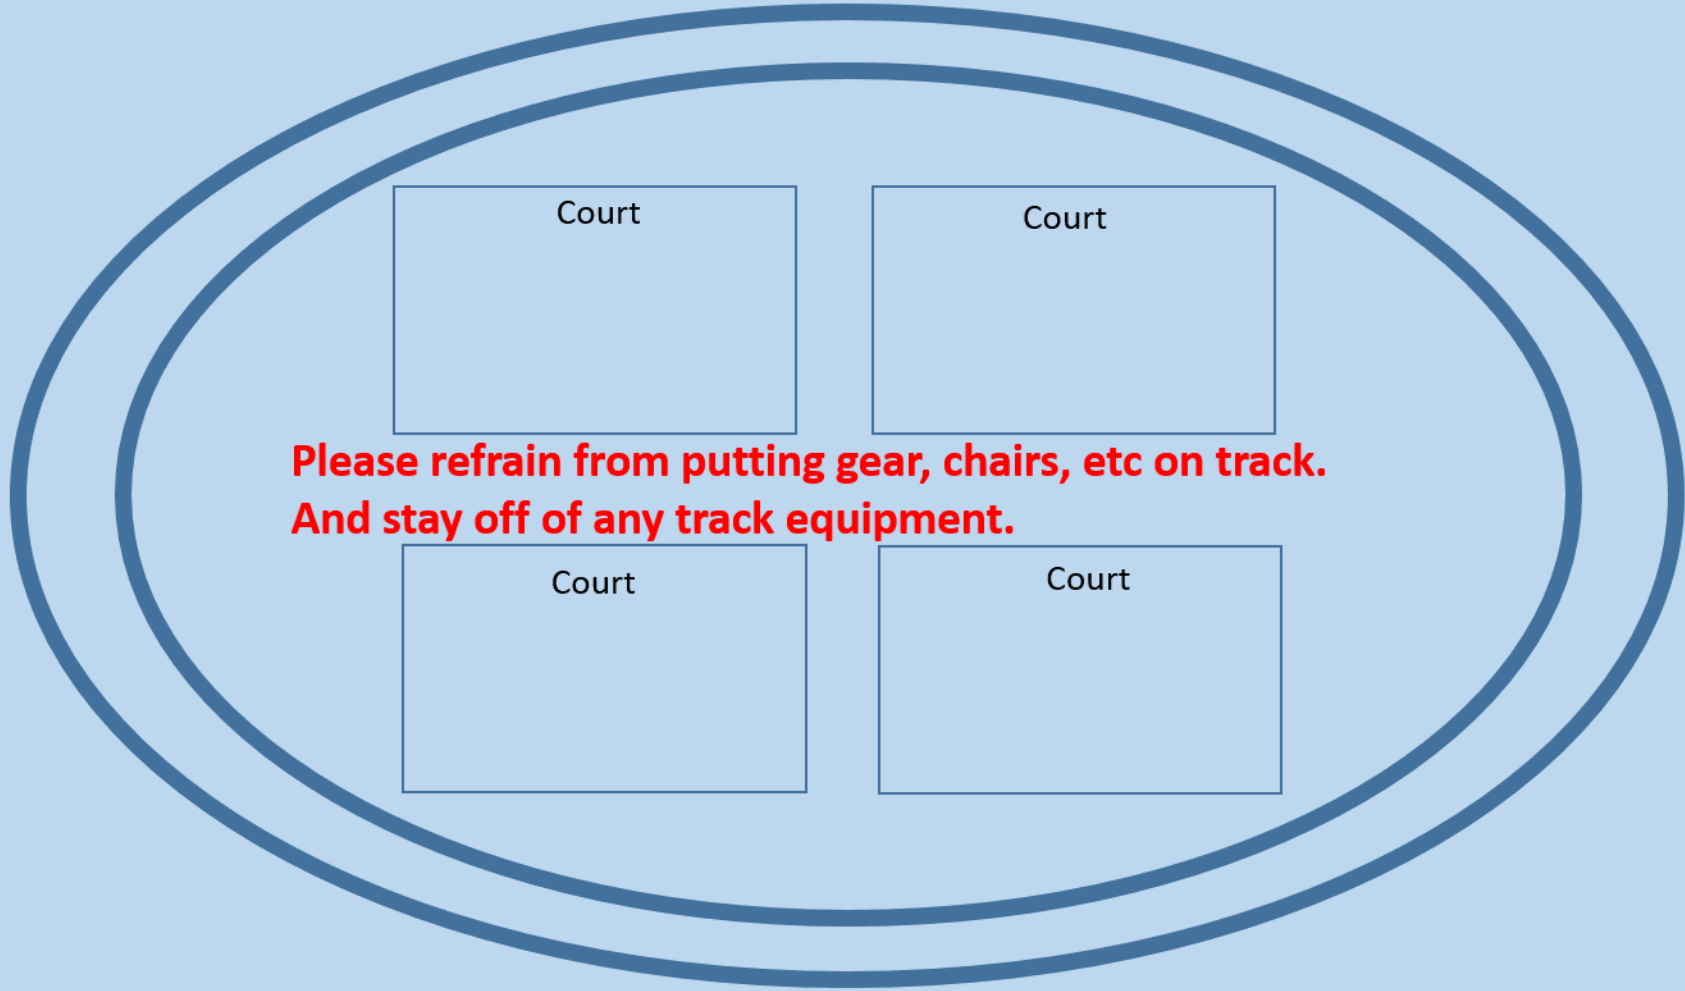 Court
Court
Please refrain from putting gear, chairs, etc on track.
And stay off of any track equipment.
Court
Court